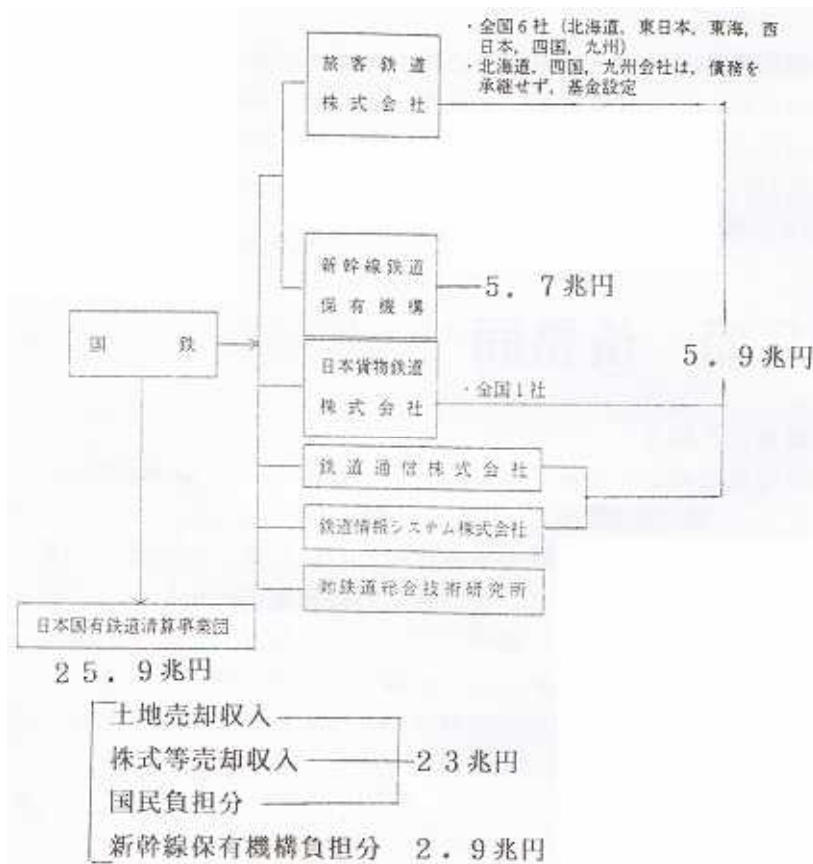 ・全国6社（北海道，東日本，東海，西
日本，四国，九州）
・北海道，四国，九州会社は，債務を
承継せず，基金設定
旅客鉄道
株式会社
新幹線鉄道
保有機構
5．7兆円
国鉄
日本貨物鉄道
株式会社
・全国1社
5．9兆円
鉄道通信株式会社
鉄道情報システム株式会社
鉄道総合技術研究所
日本国有鉄道清算事業団
25．9兆円
土地売却収入
株式等売却収入
23兆円
国民負担分
新幹線保有機構負担分 2．9兆円